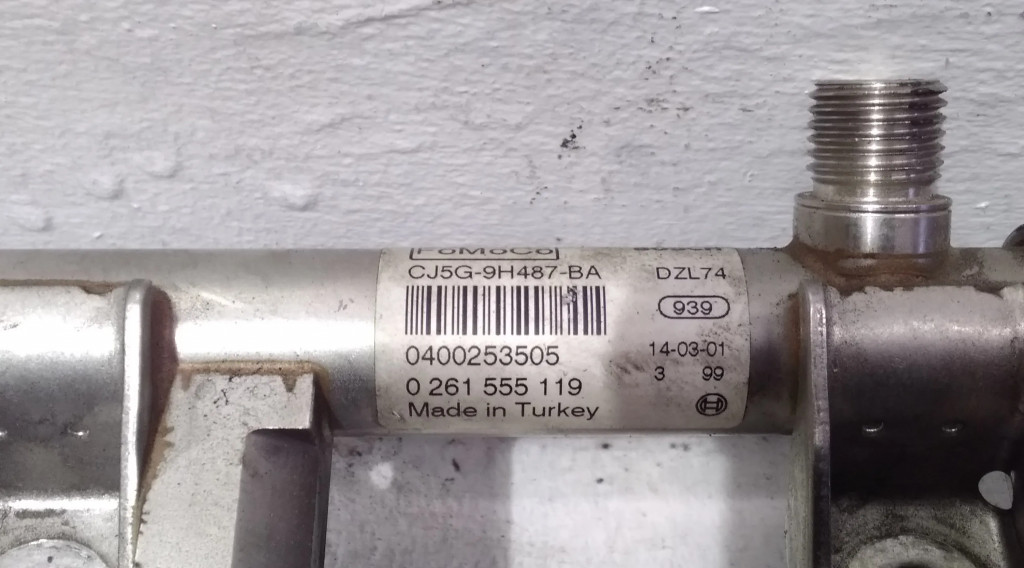 FoMoCo
CJ5G-9H487-BA
0400253505
0 261 555 119
Made in Turkey
DZL74
939
14-03-01
3 99